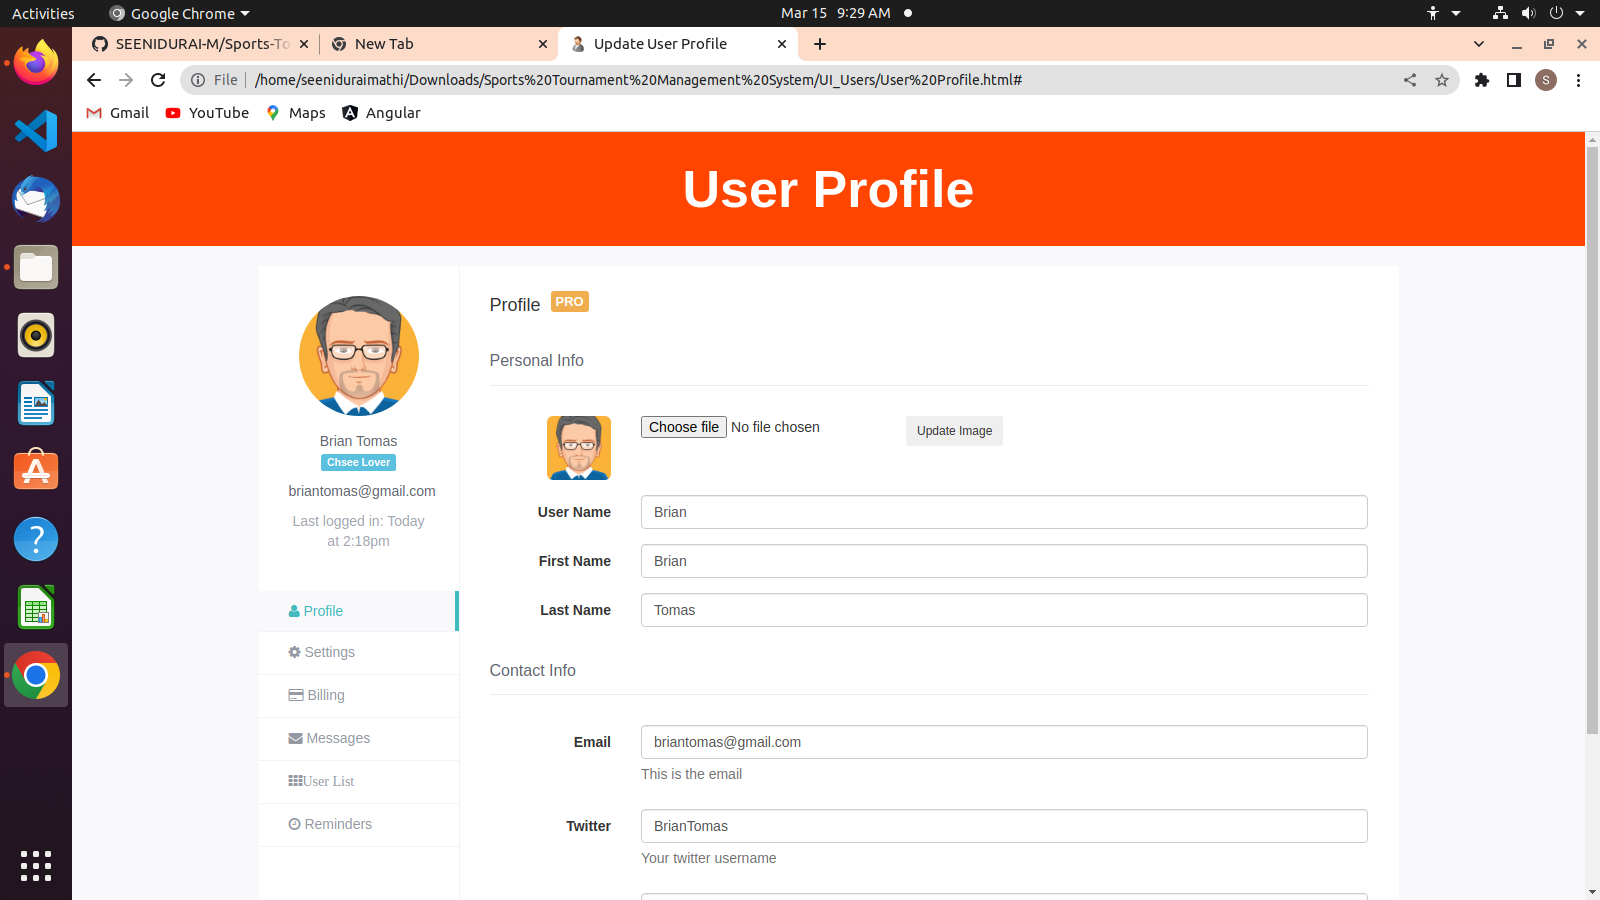 Activities Google Chrome Mar 15 9:29 AM
SEENIDURAI-M/Sports-To New Tab Update User Profile
File /home/seeniduraimathi/Downloads/Sports%20Tournament%20Management%20System/UI_Users/User%20Profile.html# S
Gmail YouTube Maps Angular
User Profile
Brian Tomas
Chsee Lover
briantomas@gmail.com
Last logged in: Today
at 2:18pm
Profile
Settings
Billing
Messages
User List
Reminders
Profile PRO
Personal Info
Choose file No file chosen Update Image
User Name Brian
First Name Brian
Last Name Tomas
Contact Info
Email briantomas@gmail.com
This is the email
Twitter BrianTomas
Your twitter username